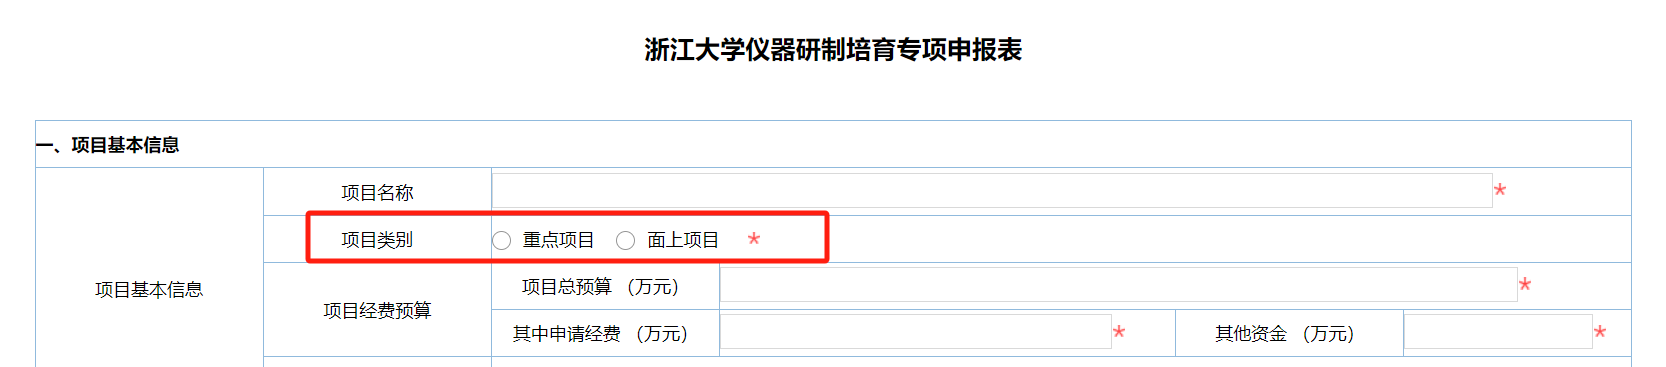 浙江大学仪器研制培育专项申报表
一、项目基本信息
项目基本信息
项目名称 *
项目类别 重点项目 面上项目 *
项目经费预算
项目总预算 （万元） *
其中申请经费 （万元） * 其他资金 （万元） *